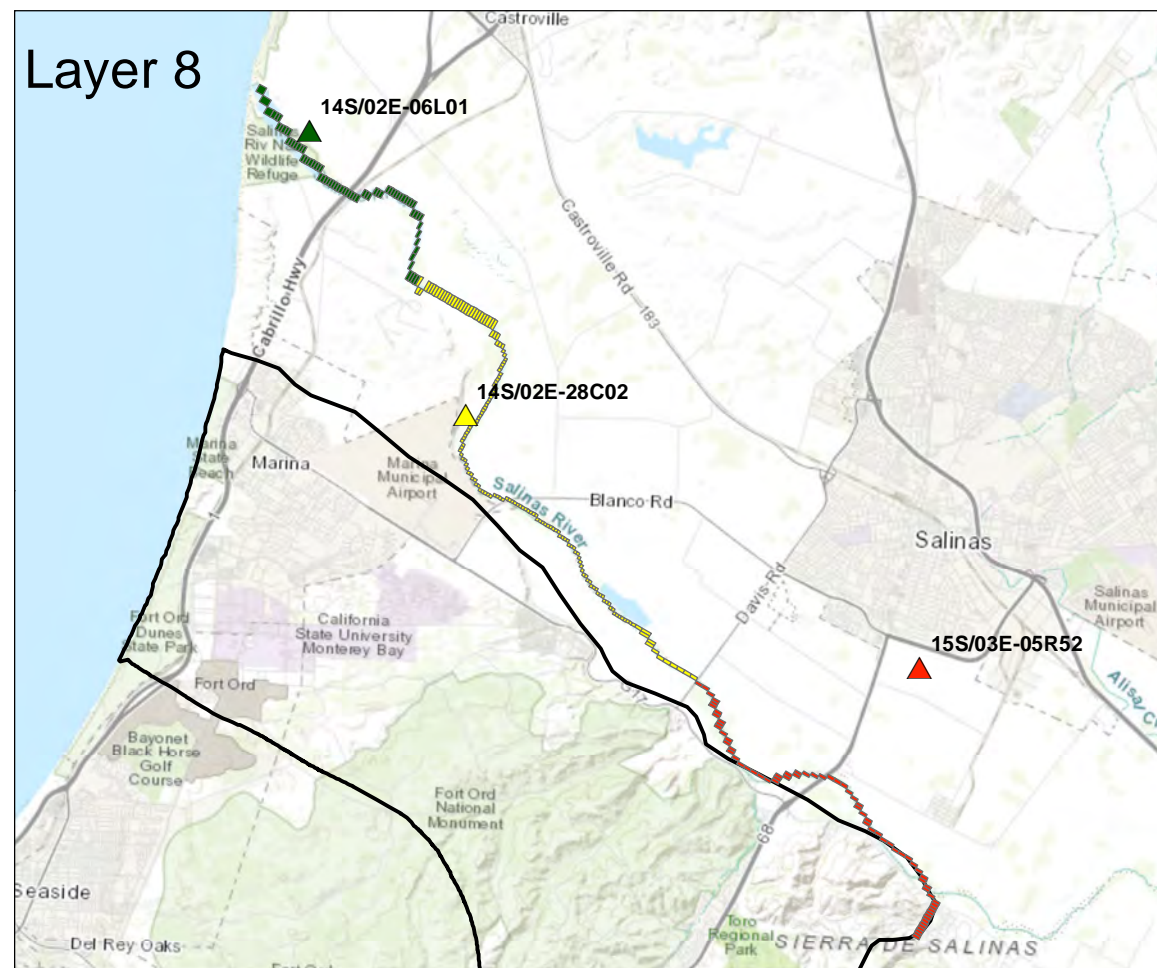 Castroville
Layer 8
14S/02E-06L01
Salinas
Riv Na
Wildlife
Refuge
Castroville Rd
183
Cabrillo Hwy
14S/02E-28C02
Marina
State
Beach
Marina
Marina
Municipal
Airport
Salinas River
Blanco Rd
Salinas
Davis Rd
Salinas
Municipal
Airport
Fort Ord
Dunes
State Park
California
State University
Monterey Bay
15S/03E-05R52
Fort Ord
Alisal C
Bayonet
Black Horse
Golf
Course
Fort Ord
National
Monument
68
Seaside
Toro
Regional
Park
SIERRA DE SALINAS
Del Rey Oaks